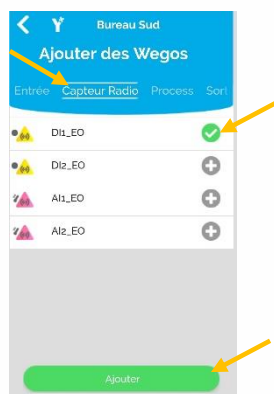 Bureau Sud
Ajouter des Wegos
Entrée Capteur Radio Process Sort
DI1_EO
DI2_EO
AI1_EO
AI2_EO
Ajouter